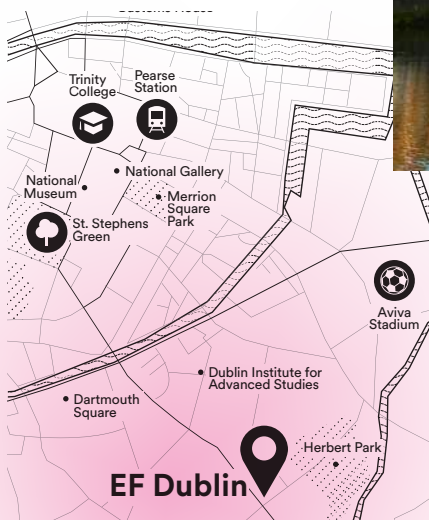 Trinity
College
Pearse
Station
National Gallery
National
Museum
Merrion
Square
Park
St. Stephens
Green
Aviva
Stadium
Dublin Institute for
Advanced Studies
Dartmouth
Square
Herbert Park
EF Dublin